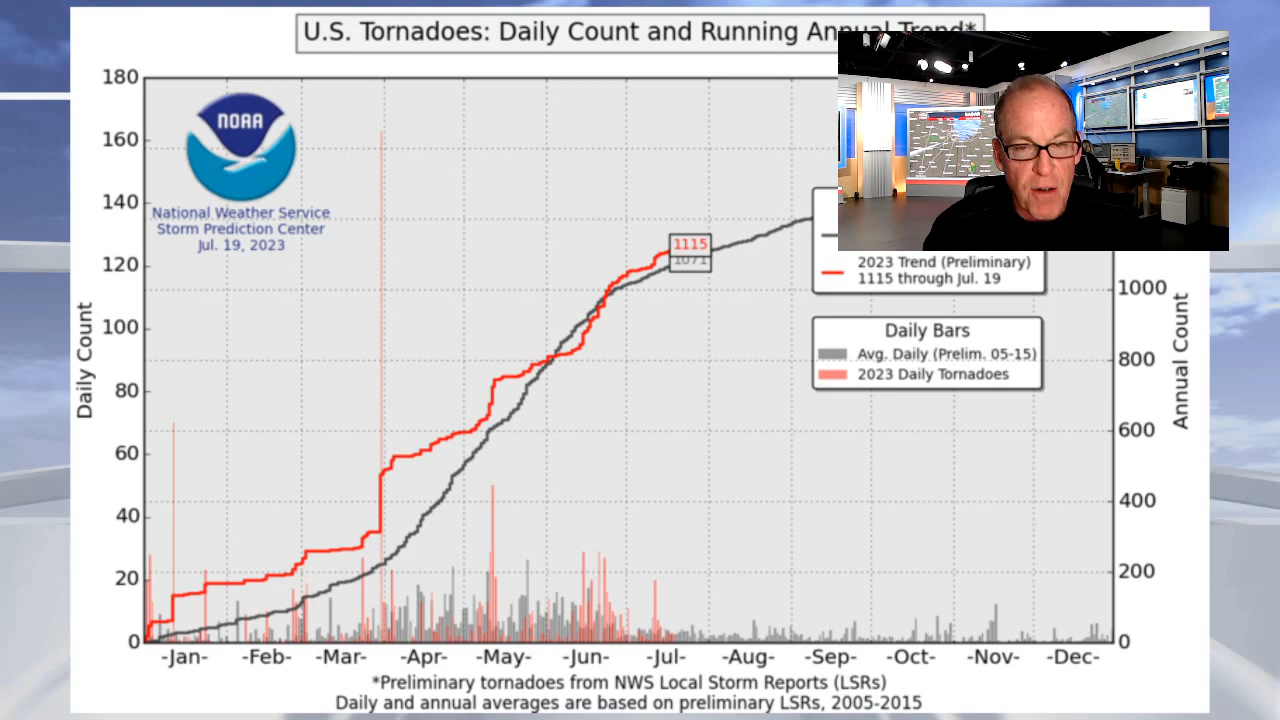 U.S. Tornadoes: Daily Count and Running Annual Trend*
180
160
140
120
100
80
60
40
20
0
Daily Count
NOAA
National Weather Service
Storm Prediction Center
Jul. 19, 2023
1115
1071
2023 Trend (Preliminary)
1115 through Jul. 19
Daily Bars
Avg. Daily (Prelim. 05-15)
2023 Daily Tornadoes
1000
800
600
400
200
0
Annual Count
-Jan- -Feb- -Mar- -Apr- -May- -Jun- -Jul- -Aug- -Sep- -Oct- -Nov- -Dec-
*Preliminary tornadoes from NWS Local Storm Reports (LSRs)
Daily and annual averages are based on preliminary LSRs, 2005-2015